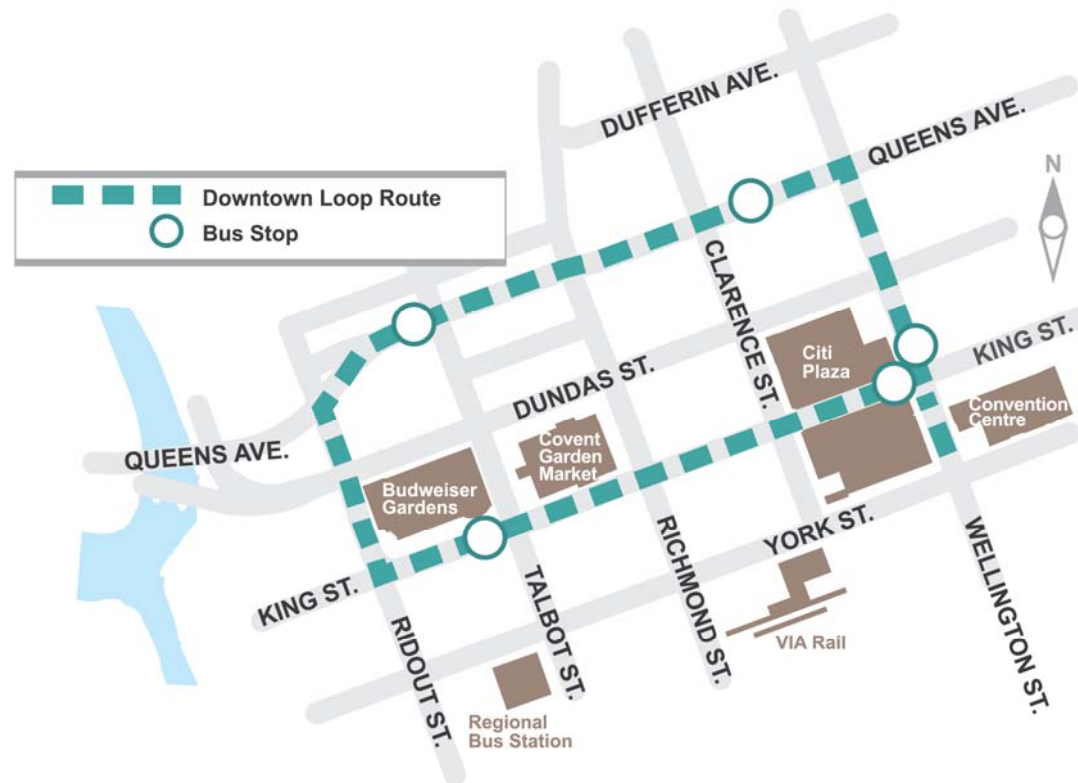 DUFFERIN AVE.
QUEENS AVE.
N
Downtown Loop Route
Bus Stop
CLARENCE ST.
KING ST.
Citi
Plaza
Convention
Centre
DUNDAS ST.
Covent
Garden
Market
QUEENS AVE.
Budweiser
Gardens
YORK ST.
WELLINGTON ST.
RICHMOND ST.
TALBOT ST.
KING ST.
RIDOUT ST.
VIA Rail
Regional
Bus Station